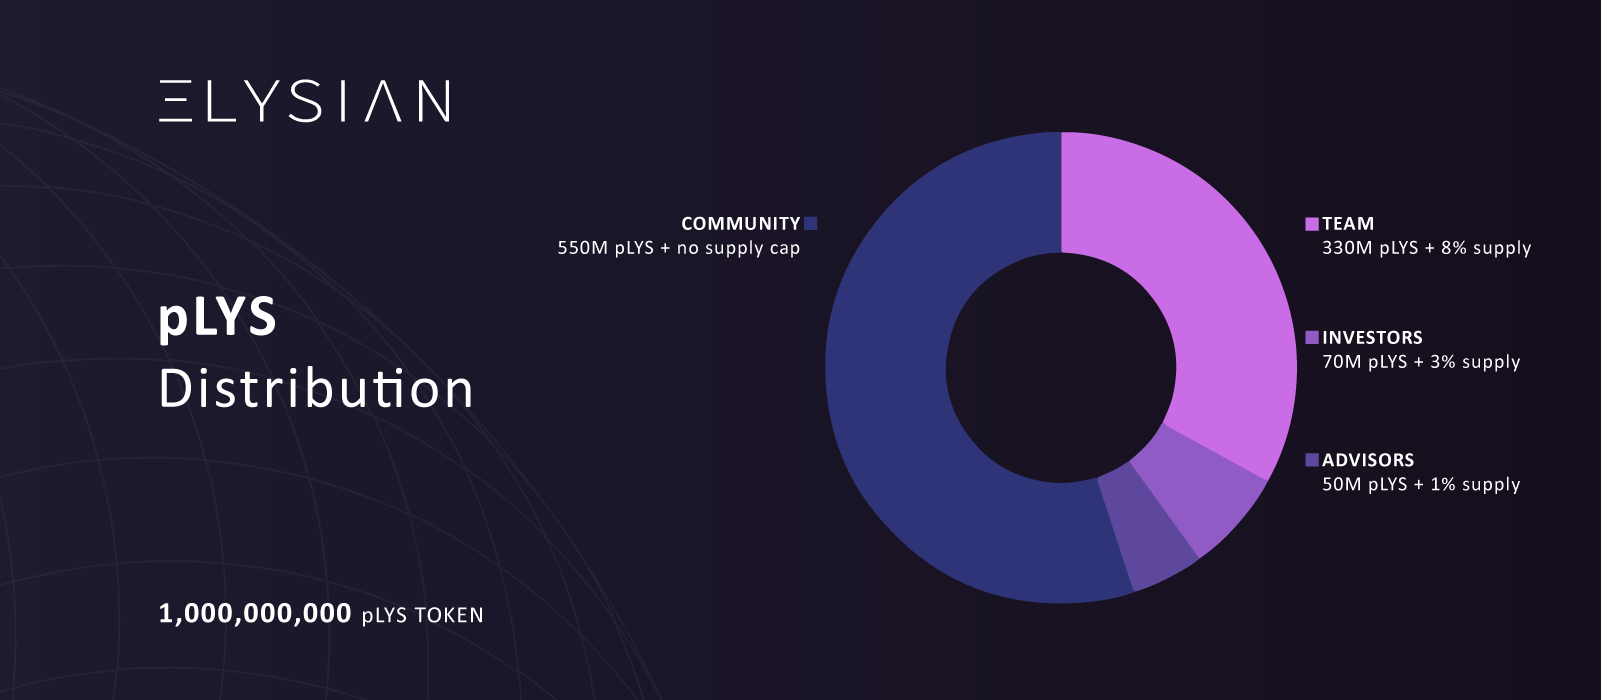 ELYSIAN
pLYS
Distribution
1,000,000,000 pLYS TOKEN
COMMUNITY
550M pLYS + no supply cap
TEAM
330M pLYS + 8% supply
INVESTORS
70M pLYS + 3% supply
ADVISORS
50M pLYS + 1% supply